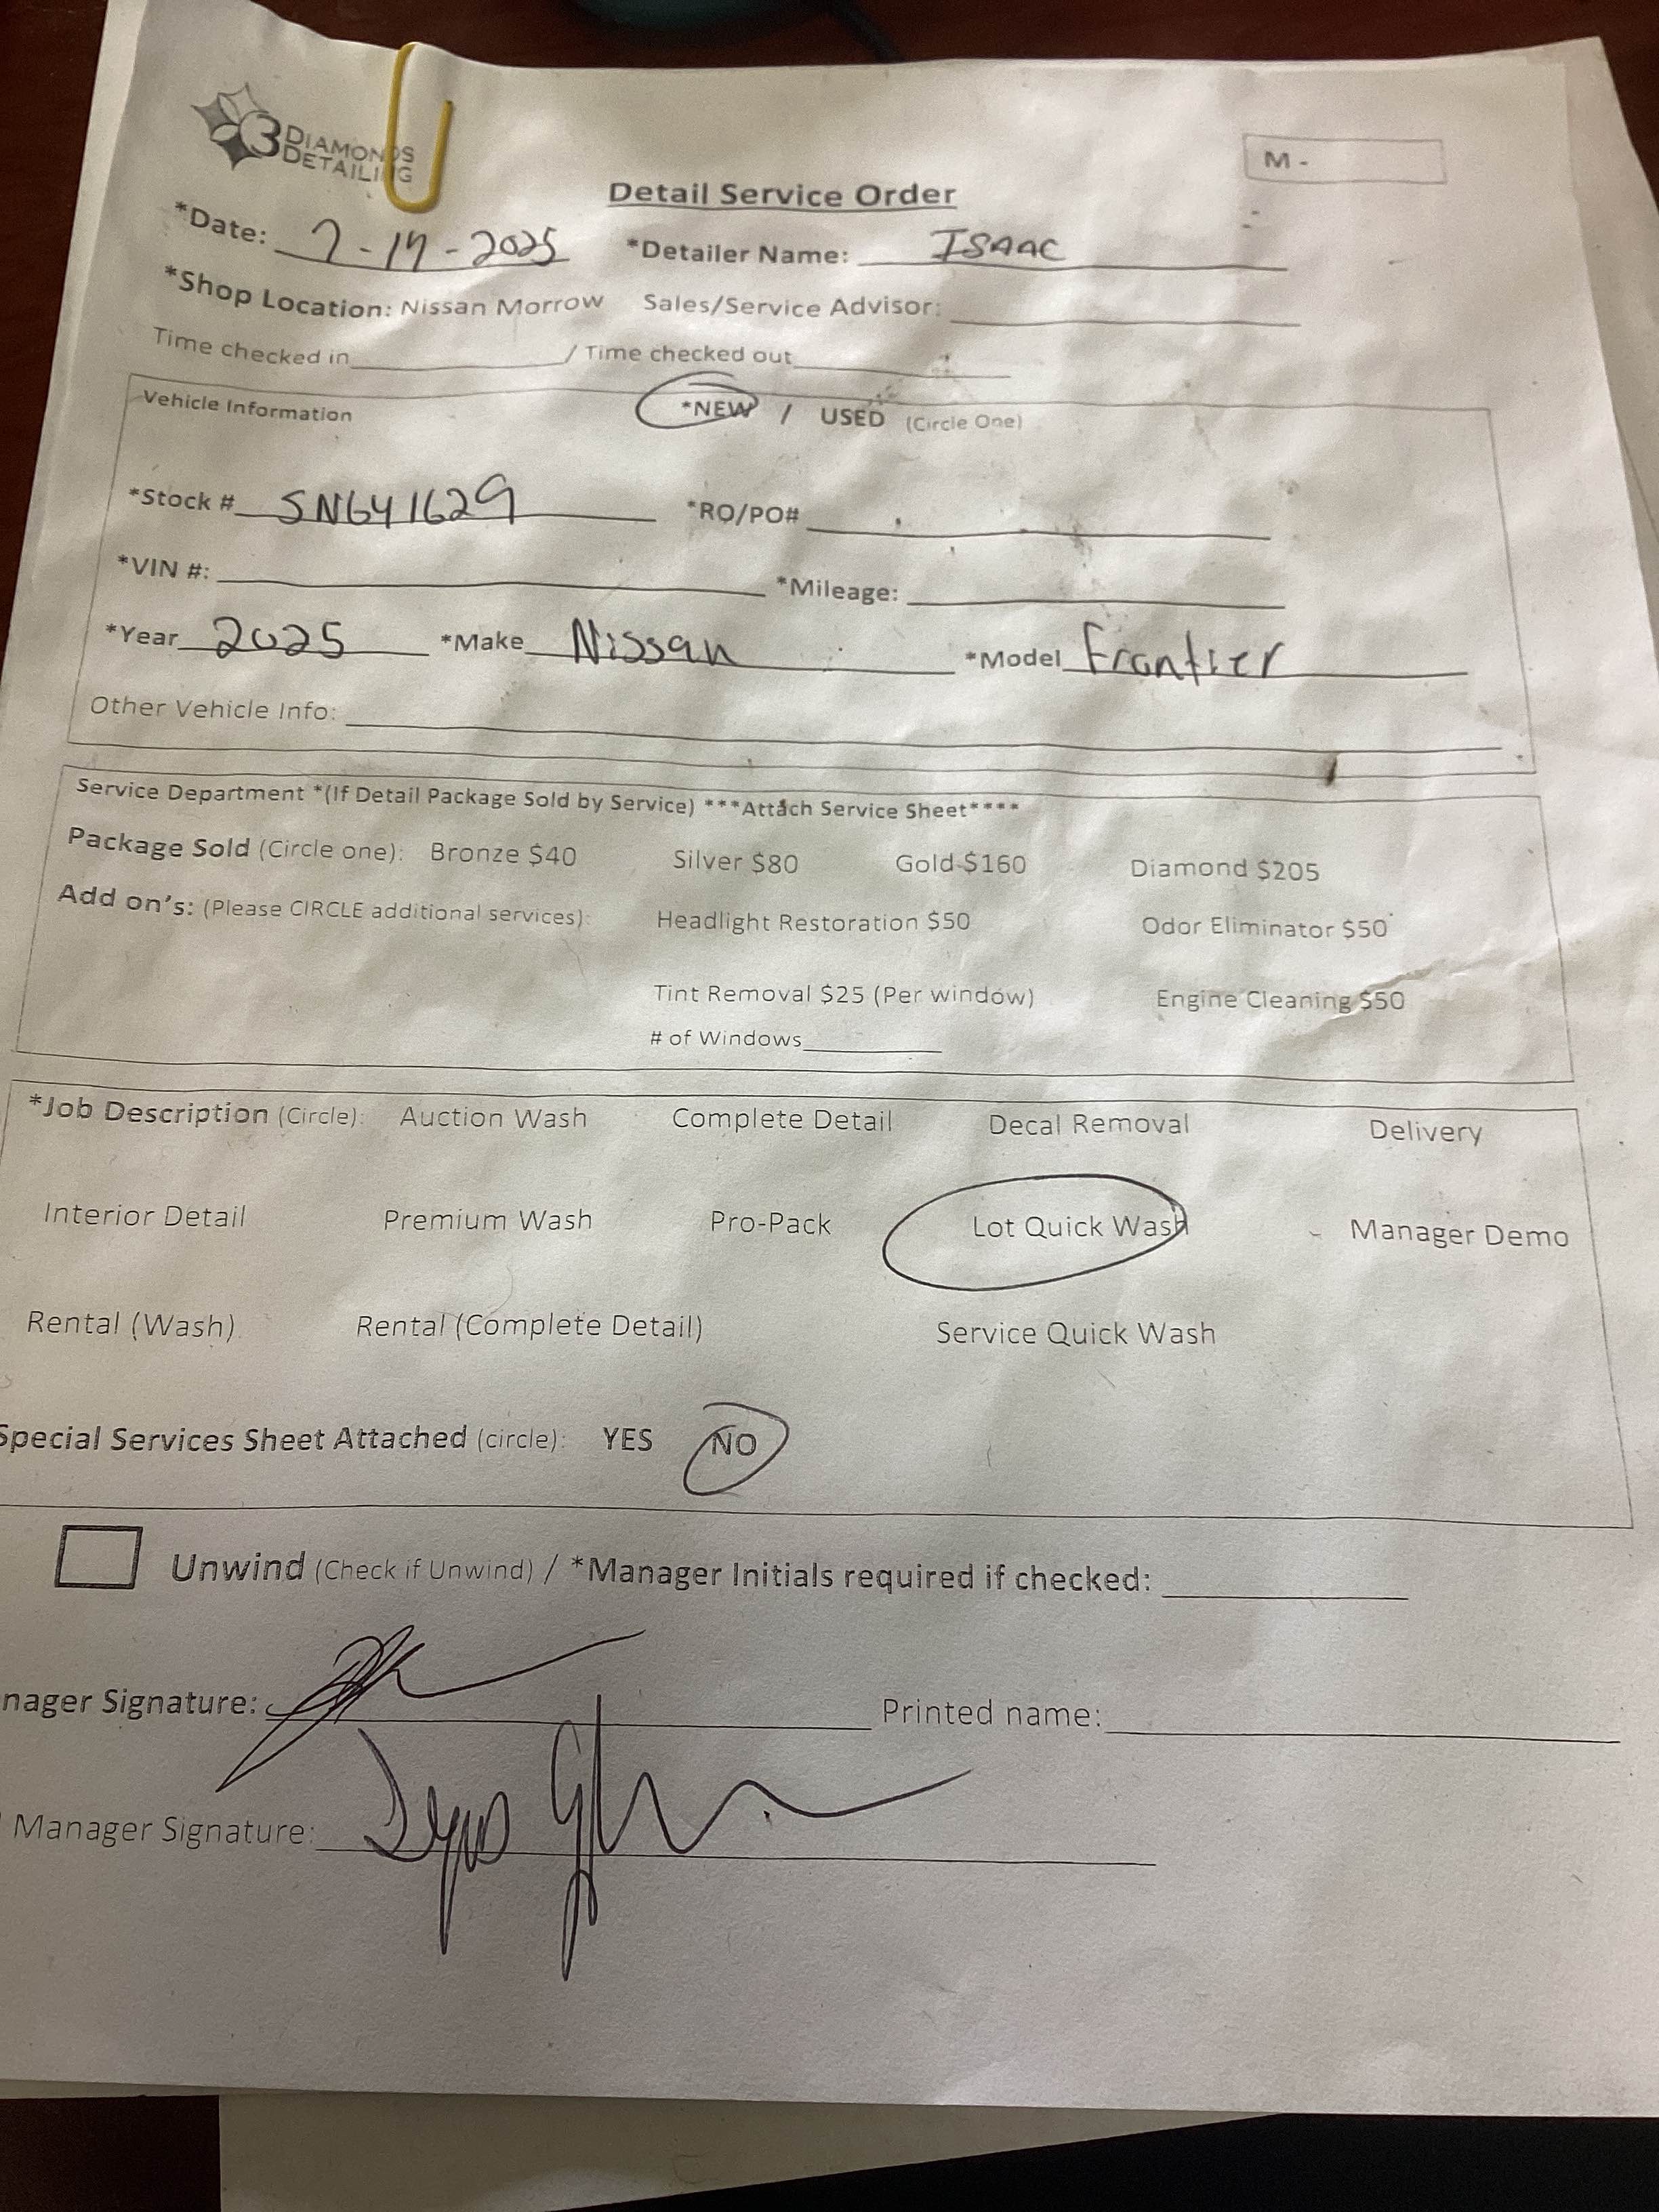 3 DIAMONDS DETAILING
M -
Detail Service Order
*Date: 7-19-2025 *Detailer Name: ISAAC
*Shop Location: Nissan Morrow Sales/Service Advisor:
Time checked in / Time checked out
Vehicle Information *NEW / USED (Circle One)
*Stock # SN641629 *RO/PO#
*VIN #: *Mileage:
*Year 2025 *Make Nissan *Model Frontier
Other Vehicle Info:
Service Department *(If Detail Package Sold by Service) ***Attach Service Sheet****
Package Sold (Circle one): Bronze $40 Silver $80 Gold $160 Diamond $205
Add on's: (Please CIRCLE additional services): Headlight Restoration $50 Odor Eliminator $50
Tint Removal $25 (Per window) Engine Cleaning $50
# of Windows
*Job Description (Circle): Auction Wash Complete Detail Decal Removal Delivery
Interior Detail Premium Wash Pro-Pack Lot Quick Wash Manager Demo
Rental (Wash) Rental (Complete Detail) Service Quick Wash
Special Services Sheet Attached (circle): YES NO
Unwind (Check if Unwind) / *Manager Initials required if checked:
nager Signature: Printed name:
Manager Signature: